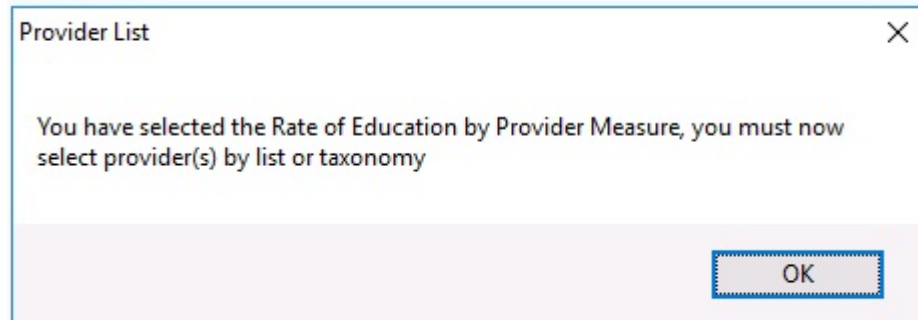 Provider List
You have selected the Rate of Education by Provider Measure, you must now
select provider(s) by list or taxonomy
OK